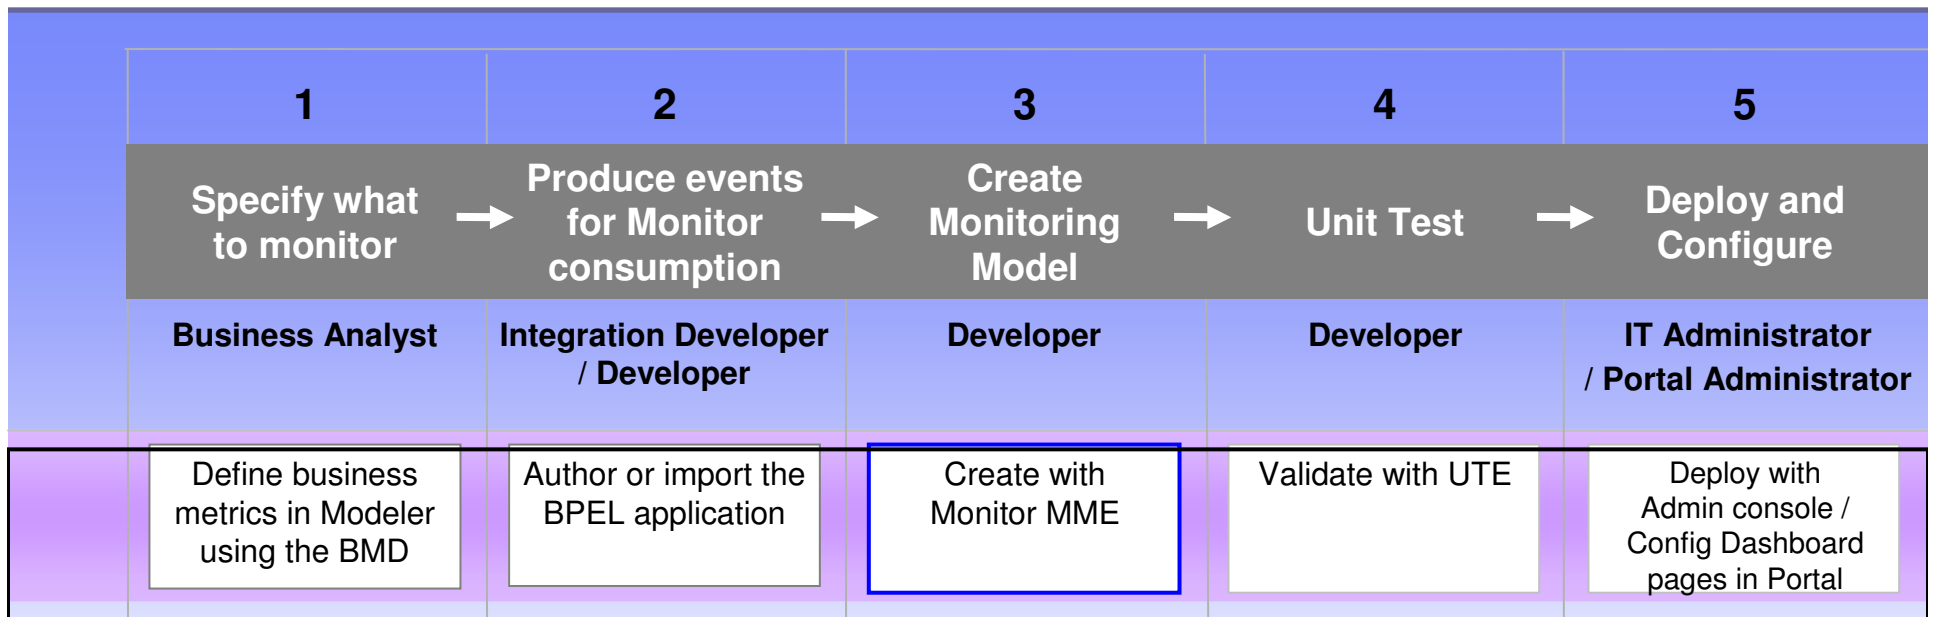 1
2
3
4
5
Specify what
to monitor
Produce events
for Monitor
consumption
Create
Monitoring
Model
Unit Test
Deploy and
Configure
Business Analyst
Integration Developer
/ Developer
Developer
Developer
IT Administrator
/ Portal Administrator
Define business
metrics in Modeler
using the BMD
Author or import the
BPEL application
Create with
Monitor MME
Validate with UTE
Deploy with
Admin console /
Config Dashboard
pages in Portal